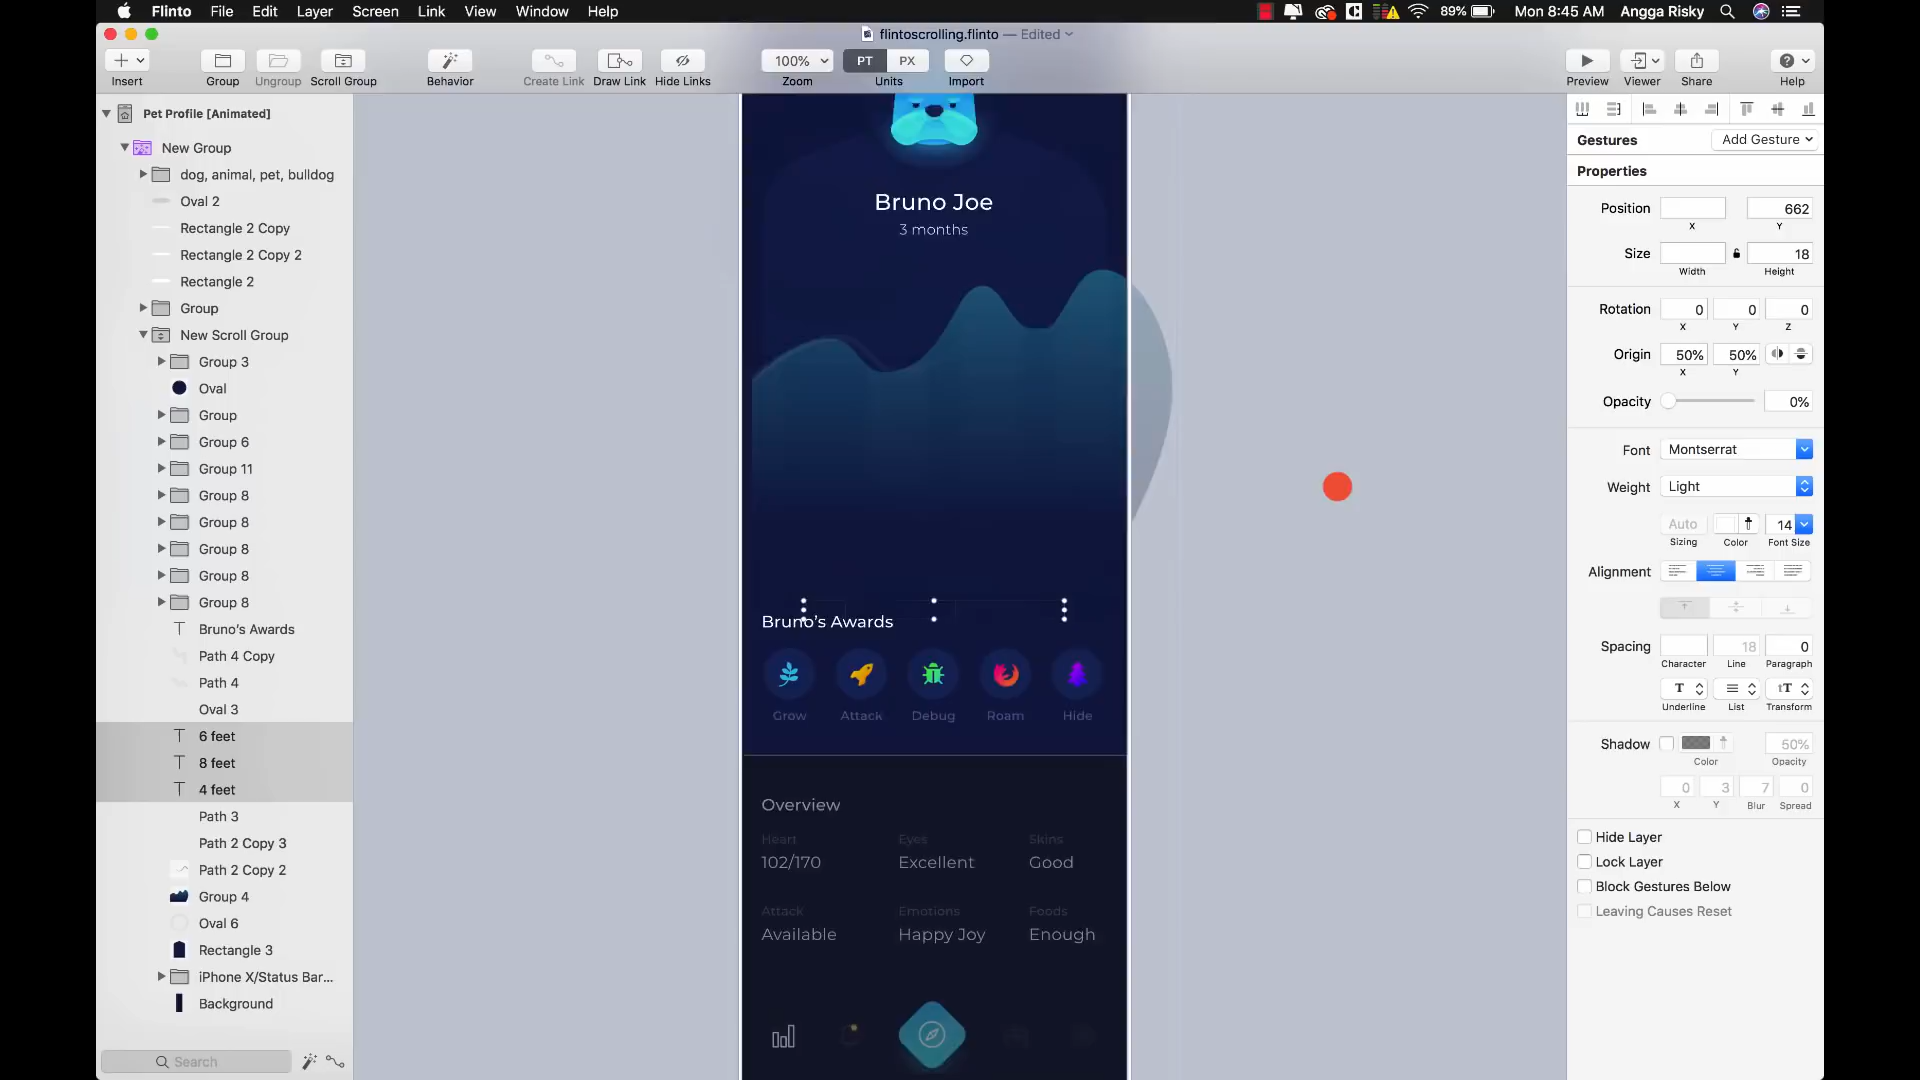 Flinto File Edit Layer Screen Link View Window Help
89% Mon 8:45 AM Angga Risky
flintoscrolling.flinto — Edited
Insert Group Ungroup Scroll Group Behavior Create Link Draw Link Hide Links
100% Zoom
PT PX Units
Import
Preview Viewer Share Help
Pet Profile [Animated]
New Group
dog, animal, pet, bulldog
Oval 2
Rectangle 2 Copy
Rectangle 2 Copy 2
Rectangle 2
Group
New Scroll Group
Group 3
Oval
Group
Group 6
Group 11
Group 8
Group 8
Group 8
Group 8
Group 8
Bruno's Awards
Path 4 Copy
Path 4
Oval 3
6 feet
8 feet
4 feet
Path 3
Path 2 Copy 3
Path 2 Copy 2
Group 4
Oval 6
Rectangle 3
iPhone X/Status Bar...
Background
Search
Bruno Joe
3 months
Bruno's Awards
Grow Attack Debug Roam Hide
Overview
Heart Eyes Skins
102/170 Excellent Good
Attack Emotions Foods
Available Happy Joy Enough
Gestures Add Gesture
Properties
Position 662
X Y
Size 18
Width Height
Rotation 0 0 0
X Y Z
Origin 50% 50%
X Y
Opacity 0%
Font Montserrat
Weight Light
Auto 14
Sizing Color Font Size
Alignment
Spacing 18 0
Character Line Paragraph
T tT
Underline List Transform
Shadow 50%
Color Opacity
0 3 7 0
X Y Blur Spread
Hide Layer
Lock Layer
Block Gestures Below
Leaving Causes Reset